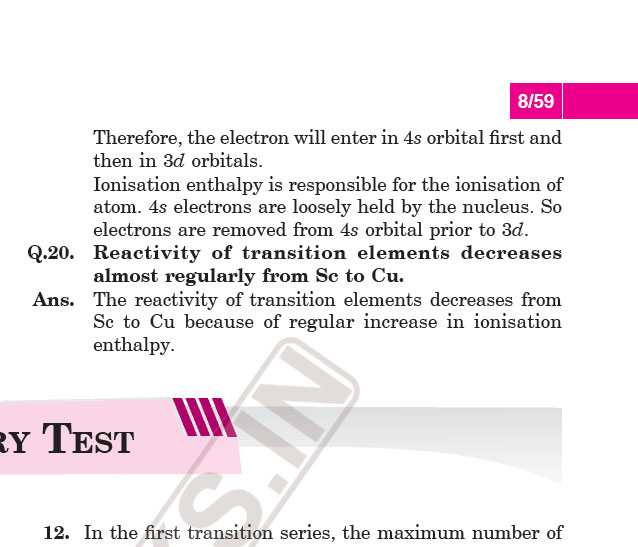 8/59
Therefore, the electron will enter in 4s orbital first and
then in 3d orbitals.
Ionisation enthalpy is responsible for the ionisation of
atom. 4s electrons are loosely held by the nucleus. So
electrons are removed from 4s orbital prior to 3d.
Q.20. Reactivity of transition elements decreases
almost regularly from Sc to Cu.
Ans. The reactivity of transition elements decreases from
Sc to Cu because of regular increase in ionisation
enthalpy.
RY TEST
12. In the first transition series, the maximum number of